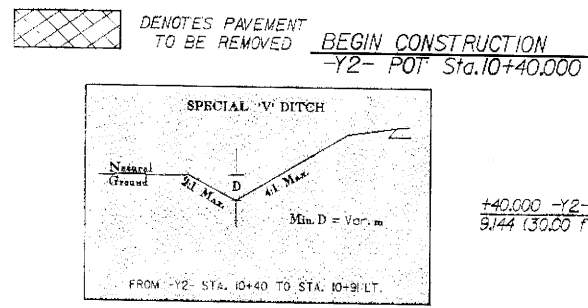 DENOTES PAVEMENT
TO BE REMOVED
BEGIN CONSTRUCTION
-Y2- POT Sta.10+40.000
SPECIAL 'V' DITCH
Natural
Ground
D
4:1 Max.
Max.
Min. D = Var. m
+40.000 -Y2-
9.144 (30.00 f
FROM -Y2- STA. 10+40 TO STA. 10+91 LT.